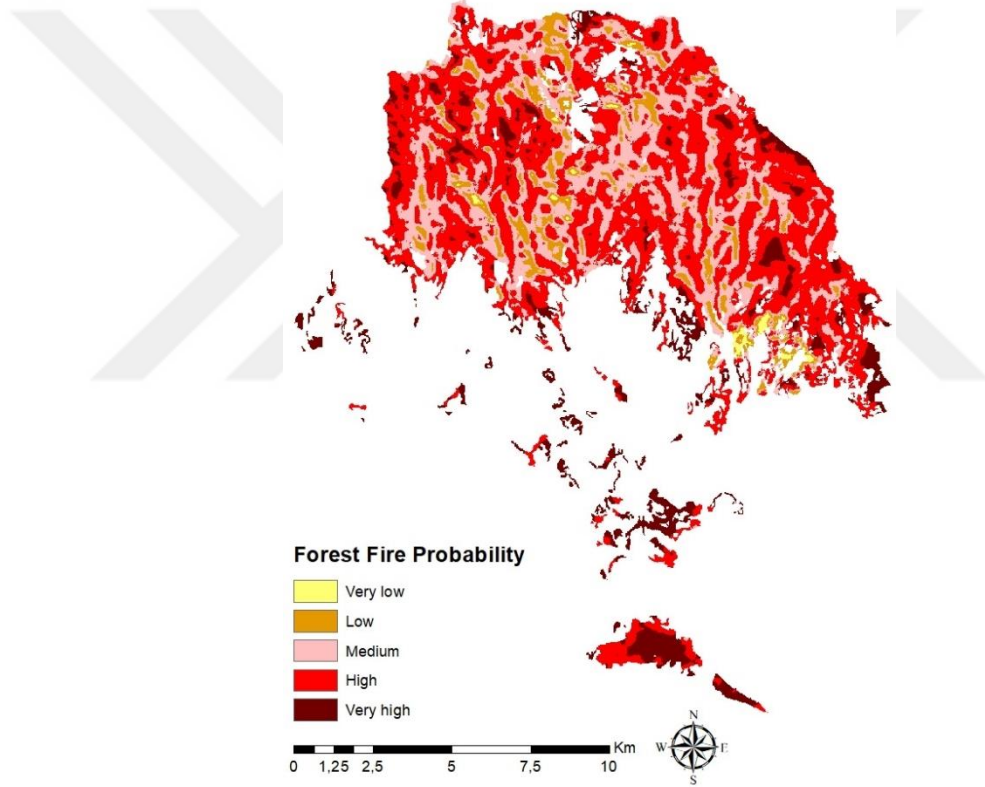 Forest Fire Probability
Very low
Low
Medium
High
Very high
0 1,25 2,5 5 7,5 10 Km
N
W E
S